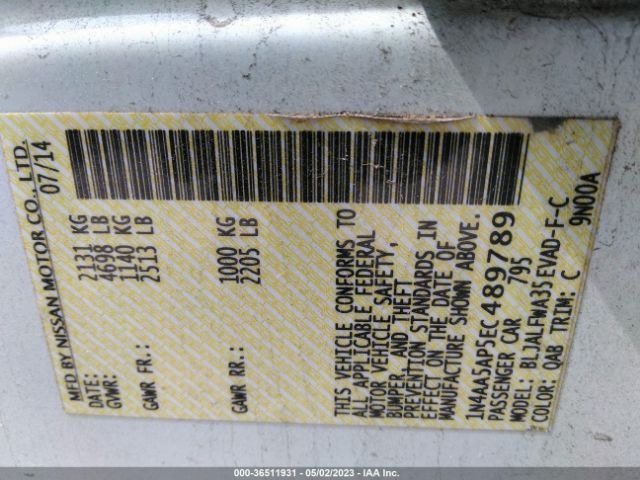 MFD BY NISSAN MOTOR CO., LTD.
DATE: 07/14
GVWR: 2131 KG
4698 LB
GAWR FR.: 1140 KG
2513 LB
GAWR RR.: 1000 KG
2205 LB
THIS VEHICLE CONFORMS TO
ALL APPLICABLE FEDERAL
MOTOR VEHICLE SAFETY,
BUMPER, AND THEFT
PREVENTION STANDARDS IN
EFFECT ON THE DATE OF
MANUFACTURE SHOWN ABOVE.
1N4AA5AP5EC489789
PASSENGER CAR 795
MODEL: BLJALFWA35EVAD-F-C
COLOR: QAB TRIM: C 9N00A
000-36511931 - 05/02/2023 - IAA Inc.